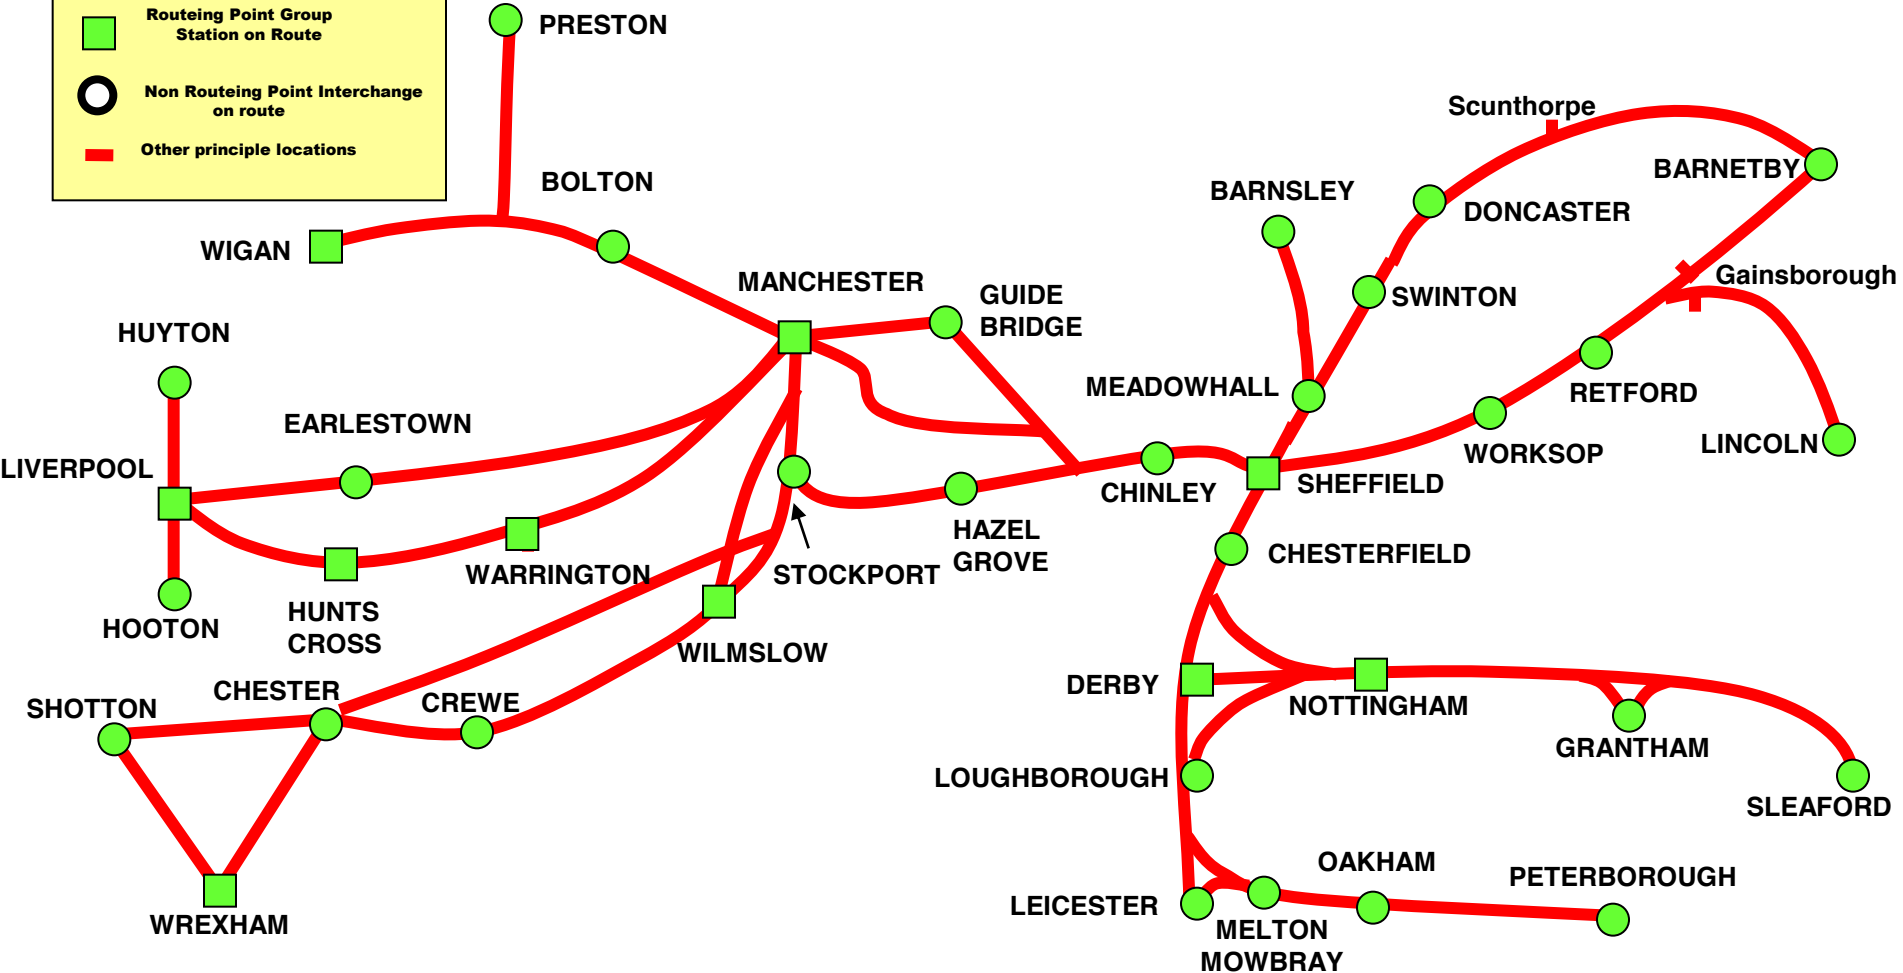 Routeing Point Group
Station on Route
Non Routeing Point Interchange
on route
Other principle locations
PRESTON
BOLTON
WIGAN
MANCHESTER
GUIDE
BRIDGE
HUYTON
EARLESTOWN
LIVERPOOL
HOOTON
HUNTS
CROSS
WARRINGTON
STOCKPORT
HAZEL
GROVE
CHINLEY
WILMSLOW
CHESTER
CREWE
SHOTTON
WREXHAM
Scunthorpe
BARNETBY
BARNSLEY
DONCASTER
SWINTON
Gainsborough
MEADOWHALL
RETFORD
WORKSOP
LINCOLN
SHEFFIELD
CHESTERFIELD
DERBY
NOTTINGHAM
GRANTHAM
SLEAFORD
LOUGHBOROUGH
LEICESTER
MELTON
MOWBRAY
OAKHAM
PETERBOROUGH